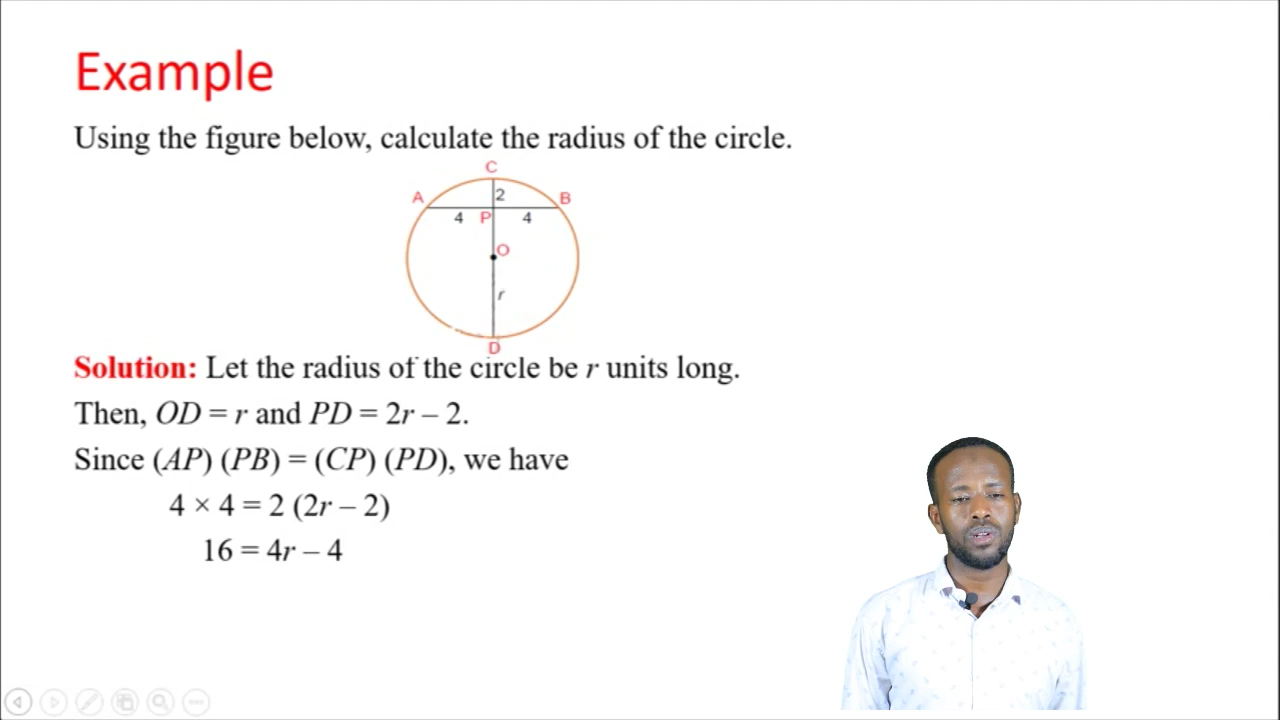 Example
Using the figure below, calculate the radius of the circle.
C
A 2 B
4 P 4
O
r
D
Solution: Let the radius of the circle be r units long.
Then, OD = r and PD = 2r – 2.
Since (AP) (PB) = (CP) (PD), we have
4 × 4 = 2 (2r – 2)
16 = 4r – 4